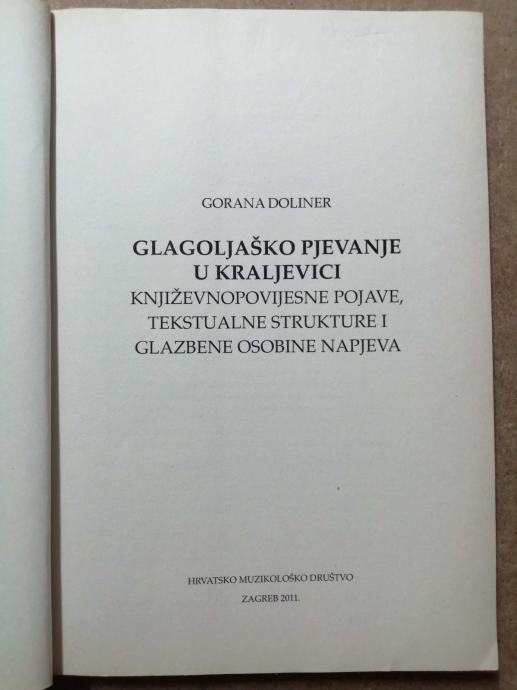 GORANA DOLINER
GLAGOLJAŠKO PJEVANJE
U KRALJEVICI
KNJIŽEVNOPOVIJESNE POJAVE,
TEKSTUALNE STRUKTURE I
GLAZBENE OSOBINE NAPJEVA
HRVATSKO MUZIKOLOŠKO DRUŠTVO
ZAGREB 2011.